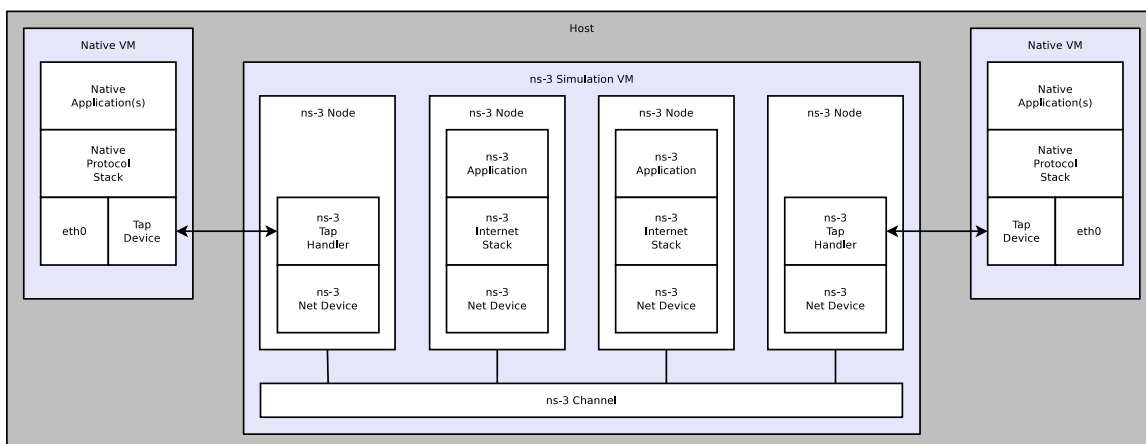 Host
Native VM
Native
Application(s)
Native
Protocol
Stack
eth0
Tap
Device
ns-3 Simulation VM
ns-3 Node
ns-3
Tap
Handler
ns-3
Net Device
ns-3 Node
ns-3
Application
ns-3
Internet
Stack
ns-3
Net Device
ns-3 Node
ns-3
Application
ns-3
Internet
Stack
ns-3
Net Device
ns-3 Node
ns-3
Tap
Handler
ns-3
Net Device
ns-3 Channel
Native VM
Native
Application(s)
Native
Protocol
Stack
Tap
Device
eth0